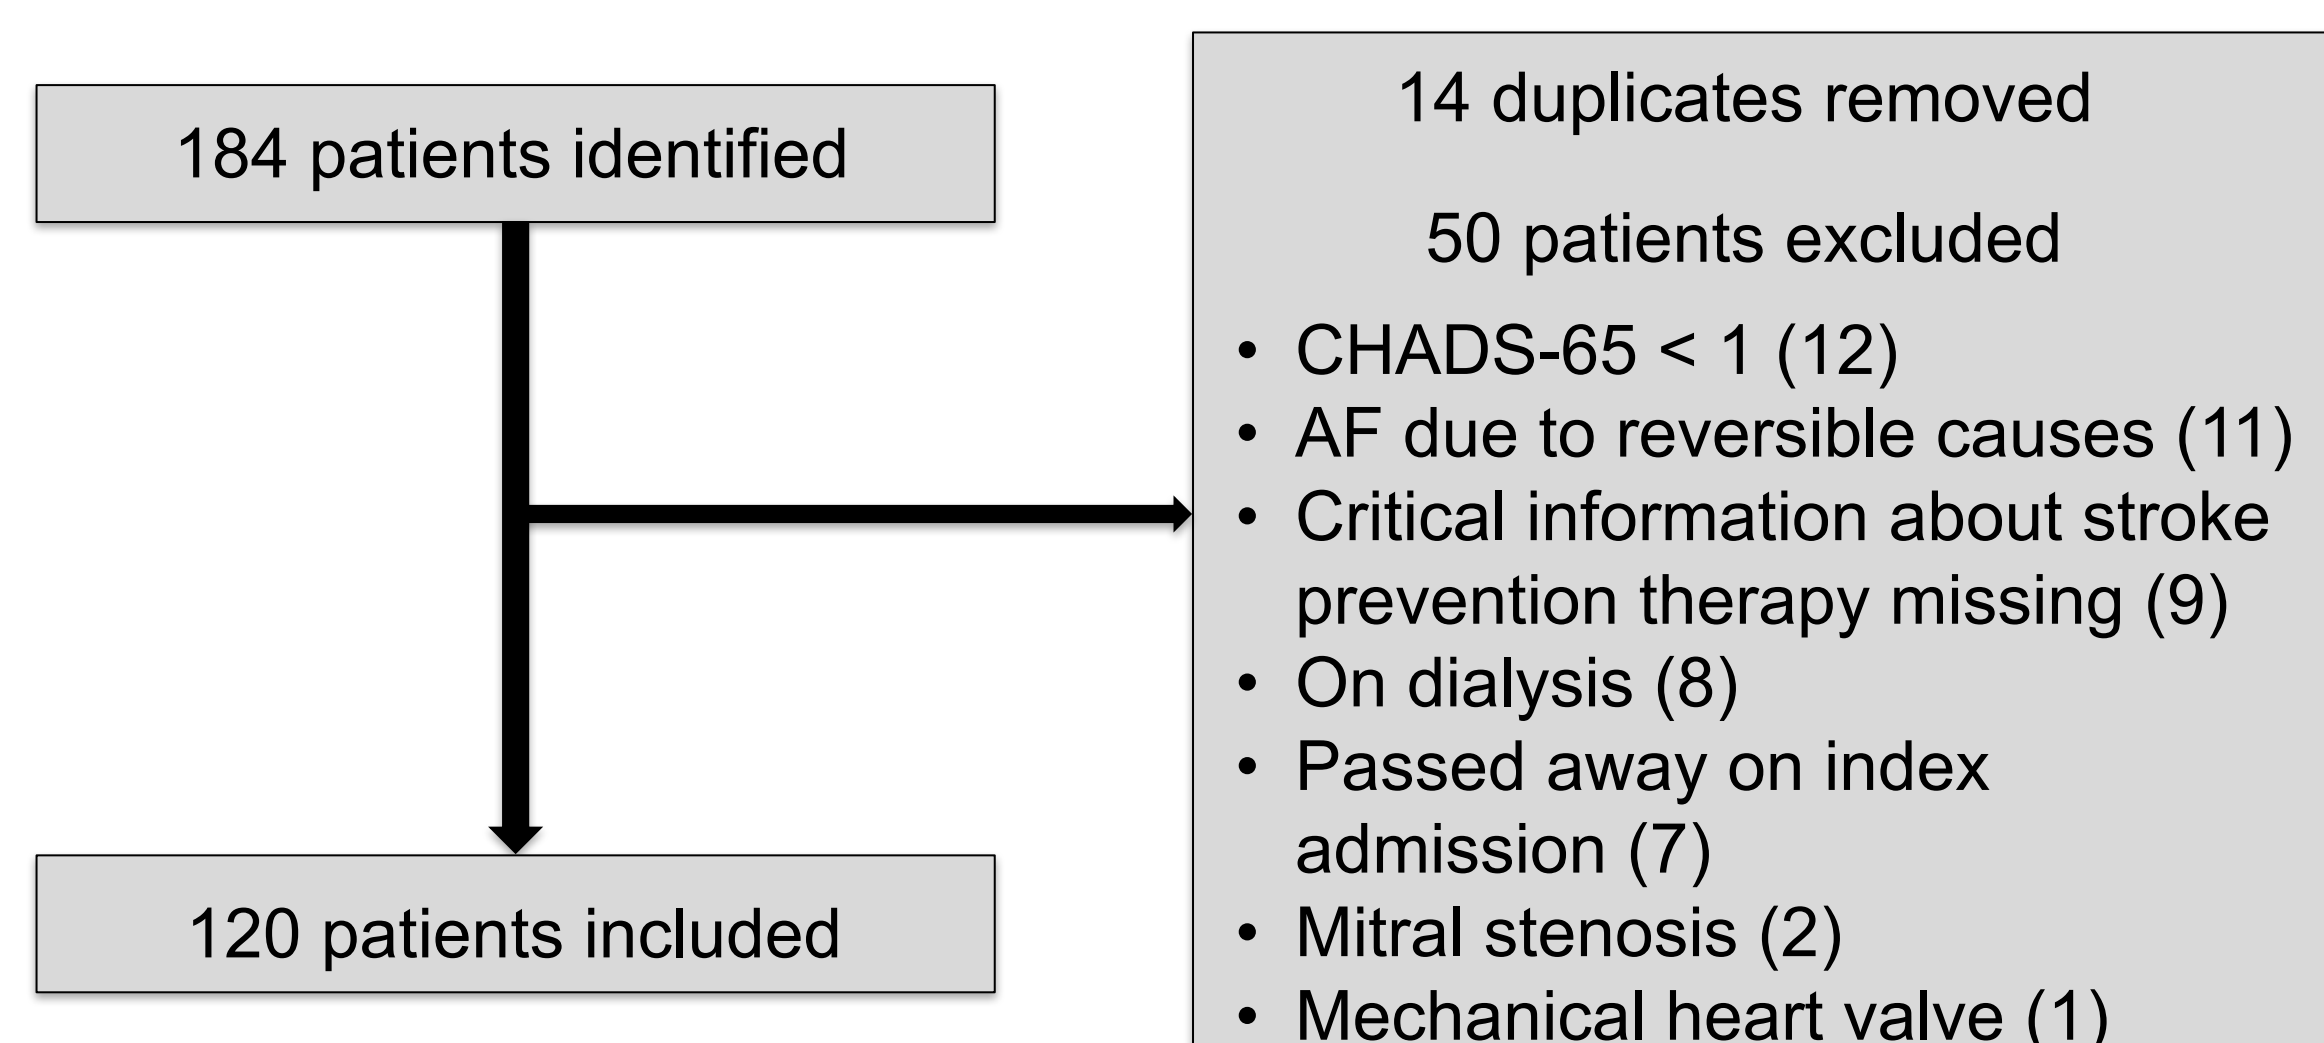 184 patients identified
120 patients included
14 duplicates removed
50 patients excluded
• CHADS-65 < 1 (12)
• AF due to reversible causes (11)
• Critical information about stroke
prevention therapy missing (9)
• On dialysis (8)
• Passed away on index
admission (7)
• Mitral stenosis (2)
• Mechanical heart valve (1)